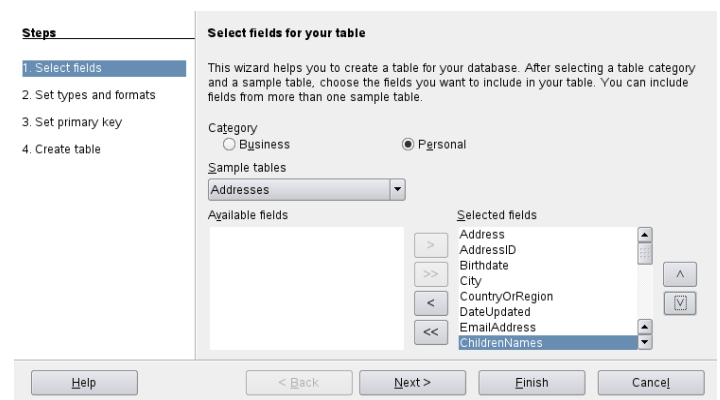 Steps
1. Select fields
2. Set types and formats
3. Set primary key
4. Create table
Select fields for your table
This wizard helps you to create a table for your database. After selecting a table category
and a sample table, choose the fields you want to include in your table. You can include
fields from more than one sample table.
Category
Business
Personal
Sample tables
Addresses
Available fields
Selected fields
>
>>
<
<<
Address
AddressID
Birthdate
City
CountryOrRegion
DateUpdated
EmailAddress
ChildrenNames
^
v
Help
< Back
Next >
Finish
Cancel